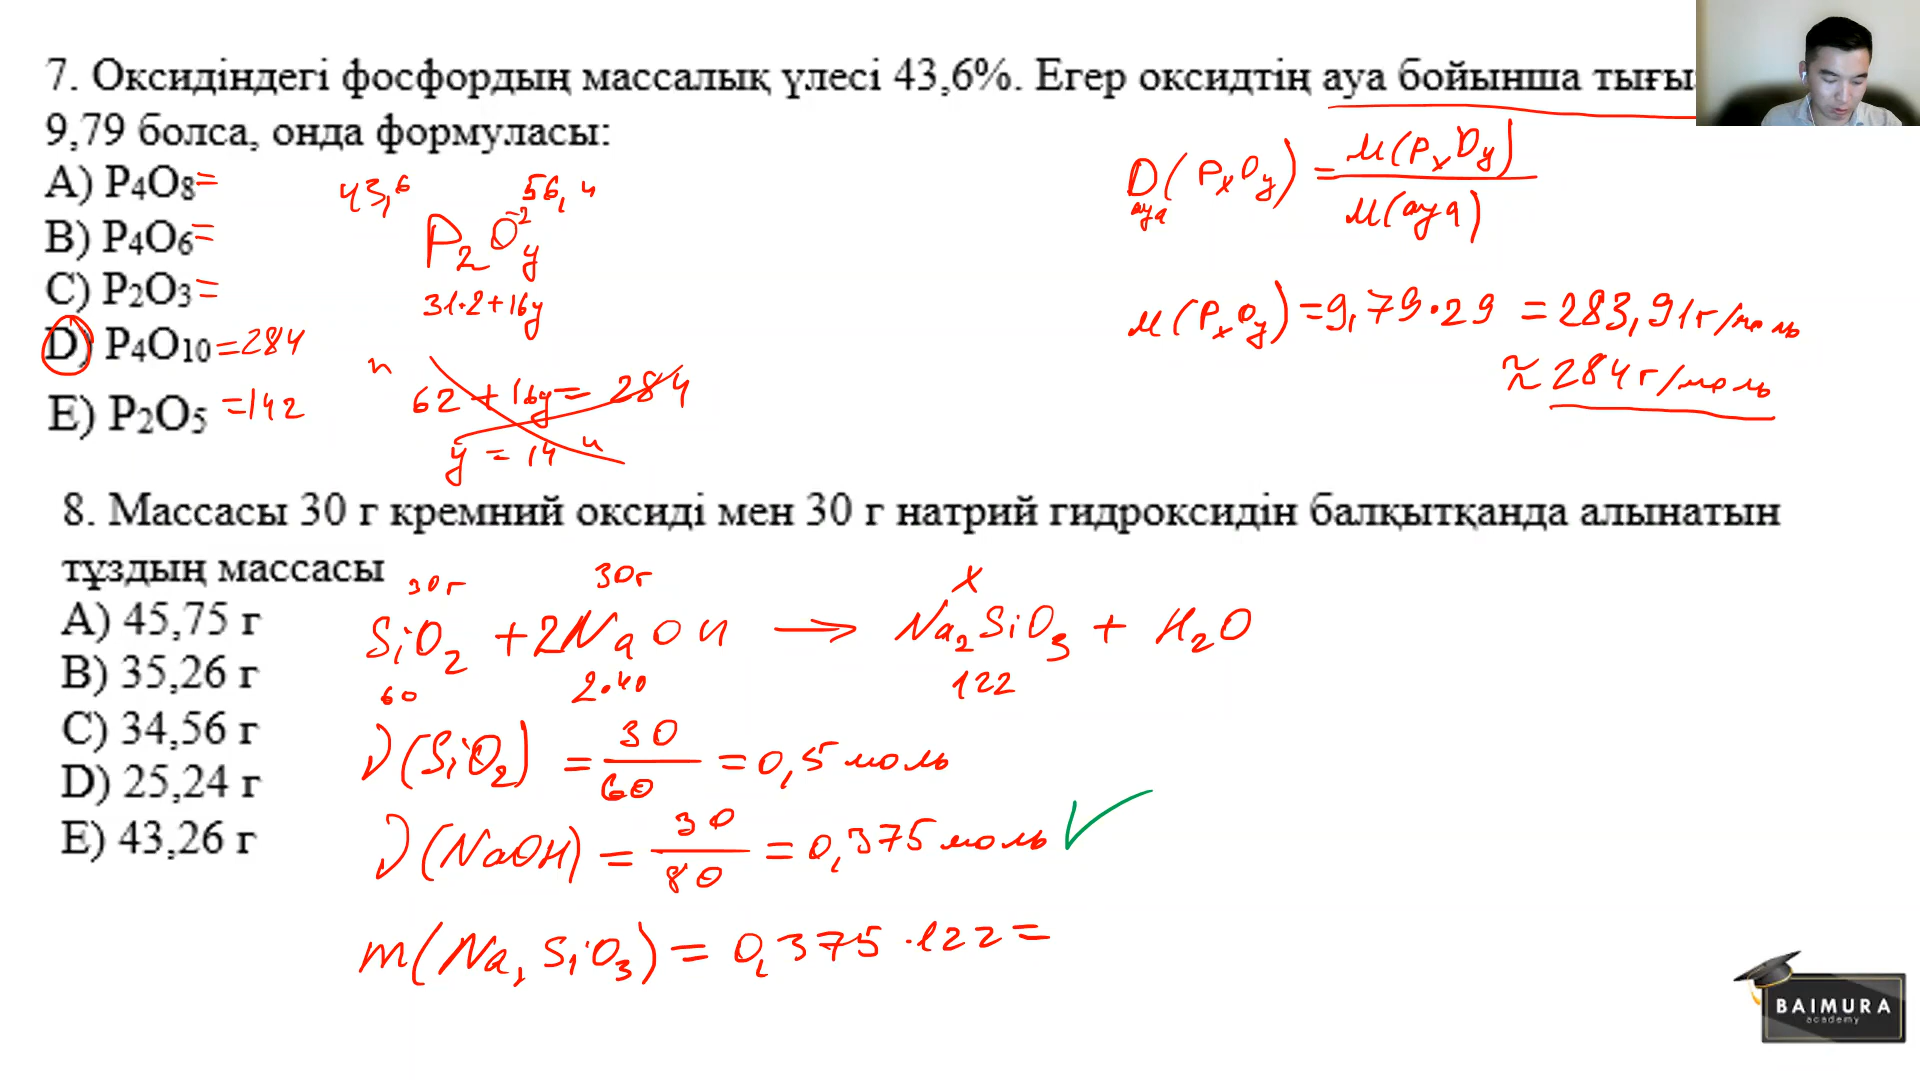 7. Оксидіндегі фосфордың массалық үлесі 43,6%. Егер оксидтің ауа бойынша тығы
9,79 болса, онда формуласы:
A) P4O8=
B) P4O6=
C) P2O3=
D) P4O10=284
E) P2O5 =142
43,6 56,4
P2O-2y
31·2+16y
62+16y=284
y=14
Dауа(PxOy)=M(PxOy)/M(ауа)
M(PxOy)=9,79·29=283,91г/моль
≈284г/моль
8. Массасы 30 г кремний оксиді мен 30 г натрий гидроксидін балқытқанда алынатын
тұздың массасы
A) 45,75 г
B) 35,26 г
C) 34,56 г
D) 25,24 г
E) 43,26 г
30г 30г x
SiO2 +2NaOH → Na2SiO3 + H2O
60 2·40 122
ν(SiO2) = 30/60 = 0,5 моль
ν(NaOH) = 30/80 = 0,375 моль ✓
m(Na2SiO3) = 0,375·122=
BAIMURA
academy